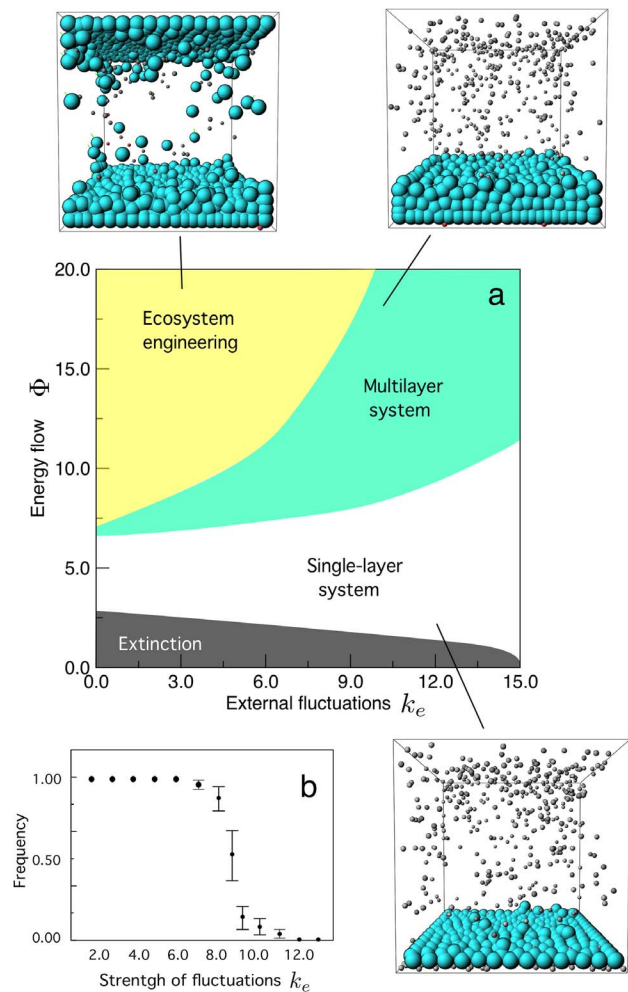 a
20.0
15.0
10.0
5.0
0.0
Energy flow Φ
Ecosystem
engineering
Multilayer
system
Single-layer
system
Extinction
0.0 3.0 6.0 9.0 12.0 15.0
External fluctuations kₑ
b
1.00
0.50
0.00
Frequency
2.0 4.0 6.0 8.0 10.0 12.0
Strentgh of fluctuations kₑ